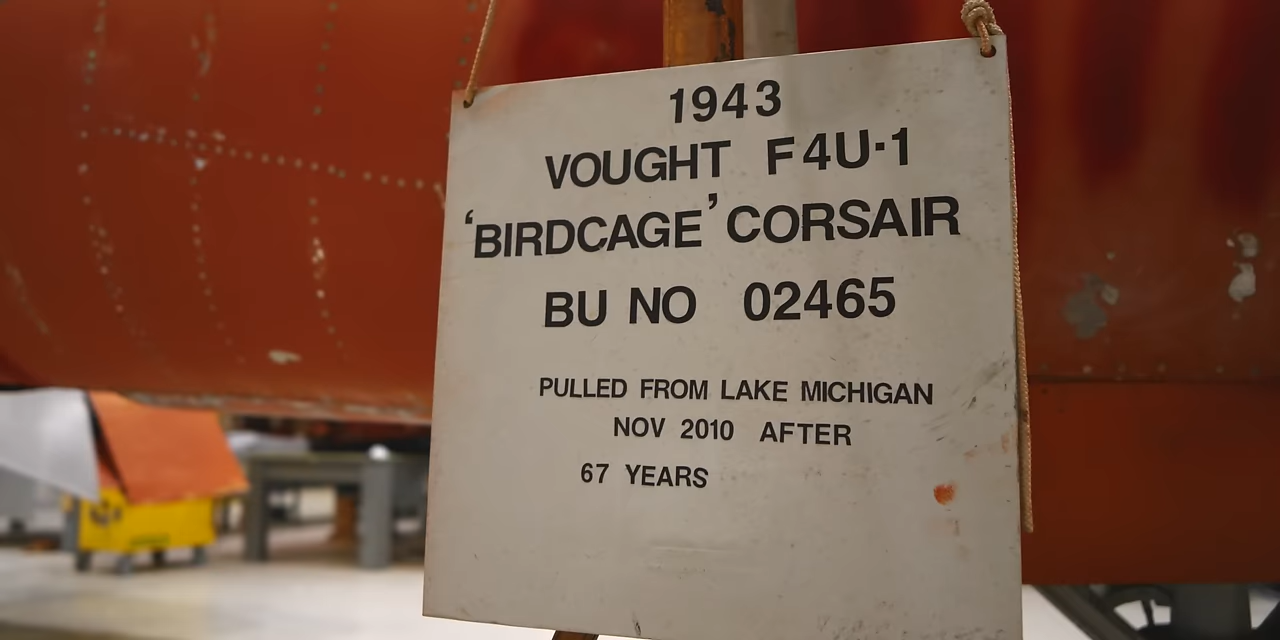 1943
VOUGHT F4U·1
‘BIRDCAGE’ CORSAIR
BU NO 02465
PULLED FROM LAKE MICHIGAN
NOV 2010 AFTER
67 YEARS